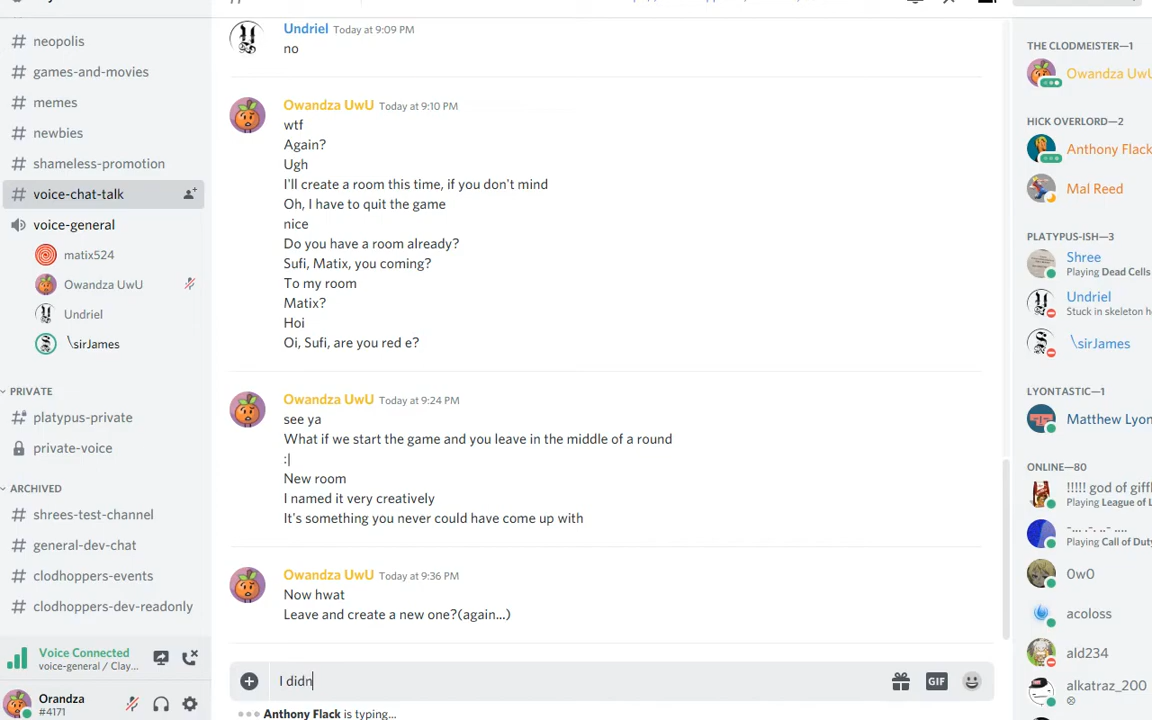 neopolis
games-and-movies
memes
newbies
shameless-promotion
voice-chat-talk
voice-general
matix524
Owandza UwU
Undriel
\sirJames
PRIVATE
platypus-private
private-voice
ARCHIVED
shrees-test-channel
general-dev-chat
clodhoppers-events
clodhoppers-dev-readonly
Voice Connected
voice-general / Clay...
Orandza
#4171
Undriel Today at 9:09 PM
no
Owandza UwU Today at 9:10 PM
wtf
Again?
Ugh
I'll create a room this time, if you don't mind
Oh, I have to quit the game
nice
Do you have a room already?
Sufi, Matix, you coming?
To my room
Matix?
Hoi
Oi, Sufi, are you red e?
Owandza UwU Today at 9:24 PM
see ya
What if we start the game and you leave in the middle of a round
:|
New room
I named it very creatively
It's something you never could have come up with
Owandza UwU Today at 9:36 PM
Now hwat
Leave and create a new one?(again...)
I didn
GIF
Anthony Flack is typing...
THE CLODMEISTER—1
Owandza UwU
HICK OVERLORD—2
Anthony Flack
Mal Reed
PLATYPUS-ISH—3
Shree
Playing Dead Cells
Undriel
Stuck in skeleton h
\sirJames
LYONTASTIC—1
Matthew Lyon
ONLINE—80
!!!!! god of giffl
Playing League of L
-... .-. ..- ....
Playing Call of Dut
0w0
acoloss
ald234
alkatraz_200